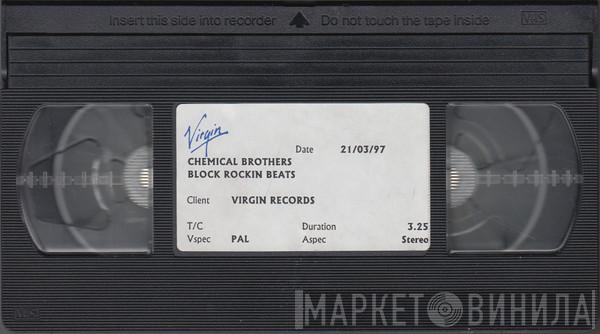 Insert this side into recorder Do not touch the tape inside VHS
Virgin
Date 21/03/97
CHEMICAL BROTHERS
BLOCK ROCKIN BEATS
Client VIRGIN RECORDS
T/C Duration 3.25
Vspec PAL Aspec Stereo
МАРКЕТ ВИНИЛА